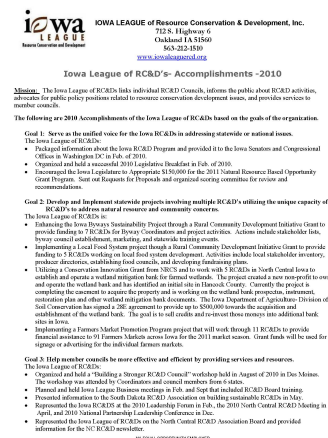 iowa
LEAGUE
Resource Conservation & Development
IOWA LEAGUE of Resource Conservation & Development, Inc.
712 S. Highway 6
Oakland IA 51560
563-212-1510
www.iowaleaguercd.org
Iowa League of RC&D's- Accomplishments -2010
Mission: The Iowa League of RC&Ds links individual RC&D Councils, informs the public about RC&D activities,
advocates for public policy positions related to resource conservation development issues, and provides services to
member councils.
The following are 2010 Accomplishments of the Iowa League of RC&Ds based on the goals of the organization.
Goal 1: Serve as the unified voice for the Iowa RC&Ds in addressing statewide or national issues.
The Iowa League of RC&Ds:
• Packaged information about the Iowa RC&D Program and provided it to the Iowa Senators and Congressional
Offices in Washington DC in Feb. of 2010.
• Organized and held a successful 2010 Legislative Breakfast in Feb. of 2010.
• Encouraged the Iowa Legislature to Appropriate $150,000 for the 2011 Natural Resource Based Opportunity
Grant Program. Sent out Requests for Proposals and organized scoring committee for review and
recommendations.
Goal 2: Develop and Implement statewide projects involving multiple RC&D's utilizing the unique capacity of
RC&D's to address natural resource and community concerns.
The Iowa League of RC&Ds is:
• Enhancing the Iowa Byways Sustainability Project through a Rural Community Development Initiative Grant to
provide funding to 7 RC&Ds for Byway Coordinators and project activities. Actions include stakeholder lists,
byway council establishment, marketing, and statewide training events.
• Implementing a Local Food System project through a Rural Community Development Initiative Grant to provide
funding to 5 RC&Ds working on local food system development. Activities include local stakeholder inventory,
producer directories, establishing food councils, and developing fundraising plans.
• Utilizing a Conservation Innovation Grant from NRCS and to work with 5 RC&Ds in North Central Iowa to
establish and operate a wetland mitigation bank for farmed wetlands. The project created a new non-profit to own
and operate the wetland bank and has identified an initial site in Hancock County. Currently the project is
completing the easement to acquire the property and is working on the wetland bank prospectus, instrument,
restoration plan and other wetland mitigation bank documents. The Iowa Department of Agriculture- Division of
Soil Conservation has signed a 28E agreement to provide up to $500,000 towards the acquisition and
establishment of the wetland bank. The goal is to sell credits and re-invest those moneys into additional bank
sites in Iowa.
• Implementing a Farmers Market Promotion Program project that will work through 11 RC&Ds to provide
financial assistance to 91 Farmers Markets across Iowa for the 2011 market season. Grant funds will be used for
signage or advertising for the individual farmers markets.
Goal 3: Help member councils be more effective and efficient by providing services and resources.
The Iowa League of RC&Ds:
• Organized and held a "Building a Stronger RC&D Council" workshop held in August of 2010 in Des Moines.
The workshop was attended by Coordinators and council members from 6 states.
• Planned and held Iowa League Business meetings in Feb. and Sept that included RC&D Board training.
• Presented information to the South Dakota RC&D Association on building sustainable RC&Ds in May.
• Represented the Iowa RC&DS at the 2010 Leadership Forum in Feb., the 2010 North Central RC&D Meeting in
April, and 2010 National Partnership Leadership Conference in Dec.
• Represented the Iowa League of RC&Ds on the North Central RC&D Association Board and provided
information for the NC RC&D newsletter.